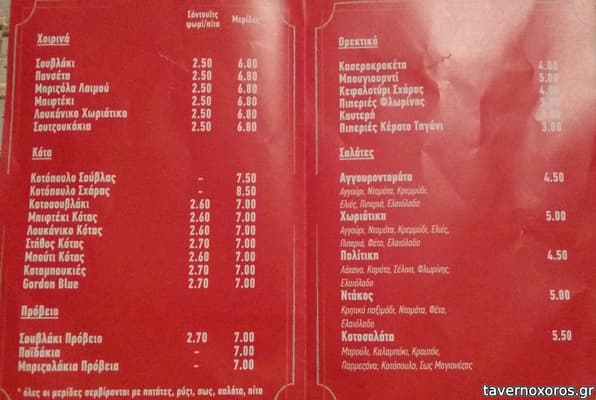 Χοιρινά
Σάντουϊτς
ψωμί/πίτα
Μερίδες*
Σουβλάκι 2.50 6.80
Πανσέτα 2.50 6.80
Μπριζόλα Λαιμού 2.50 6.80
Μπιφτέκι 2.50 6.80
Λουκάνικο Χωριάτικο 2.50 6.80
Σουτζουκάκια 2.50 6.80
Κότα
Κοτόπουλο Σούβλας - 7.50
Κοτόπουλο Σχάρας - 8.50
Κοτοσουβλάκι 2.60 7.00
Μπιφτέκι Κότας 2.60 7.00
Λουκάνικο Κότας 2.60 7.00
Στήθος Κότας 2.70 7.00
Μπούτι Κότας 2.60 7.00
Κοτομπουκιές 2.70 7.00
Gordon Blue 2.70 7.00
Πρόβειο
Σουβλάκι Πρόβειο 2.70 7.00
Παϊδάκια - 7.00
Μπριζολάκια Πρόβεια - 7.00
* όλες οι μερίδες σερβίρονται με πατάτες, ρύζι, σως, σαλάτα, πίτα
Ορεκτικά
Κασεροκροκέτα 4.00
Μπουγιουρντί 5.00
Κεφαλοτύρι Σχάρας 4.00
Πιπεριές Φλωρίνης
Καυτερή
Πιπεριές Κέρατο Τηγάνι 3.00
Σαλάτες
Αγγουροντομάτα 4.50
Αγγούρι, Ντομάτα, Κρεμμύδι,
Ελιές, Πιπεριά, Ελαιόλαδο
Χωριάτικη 5.00
Αγγούρι, Ντομάτα, Κρεμμύδι, Ελιές,
Πιπεριά, Φέτα, Ελαιόλαδο
Πολίτικη 4.50
Λάχανο, Καρότο, Σέλινο, Φλωρίνης,
Ελαιόλαδο
Ντάκος 5.00
Κρητικό παξιμάδι, Ντομάτα, Φέτα,
Ελαιόλαδο
Κοτοσαλάτα 5.50
Μαρούλι, Καλαμπόκι, Κρουτόν,
Παρμεζάνα, Κοτόπουλο, Σως Μαγιονέζας
tavernoxoros.gr